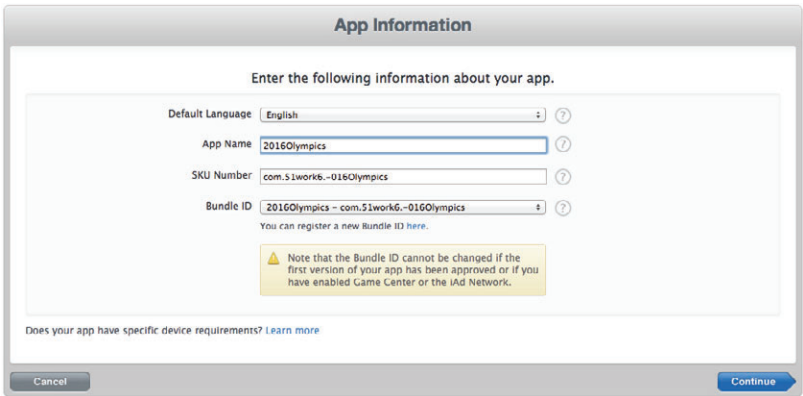 App Information
Enter the following information about your app.
Default Language English
App Name 2016Olympics
SKU Number com.51work6.-016Olympics
Bundle ID 2016Olympics - com.51work6.-016Olympics
You can register a new Bundle ID here.
Note that the Bundle ID cannot be changed if the
first version of your app has been approved or if you
have enabled Game Center or the iAd Network.
Does your app have specific device requirements? Learn more
Cancel
Continue